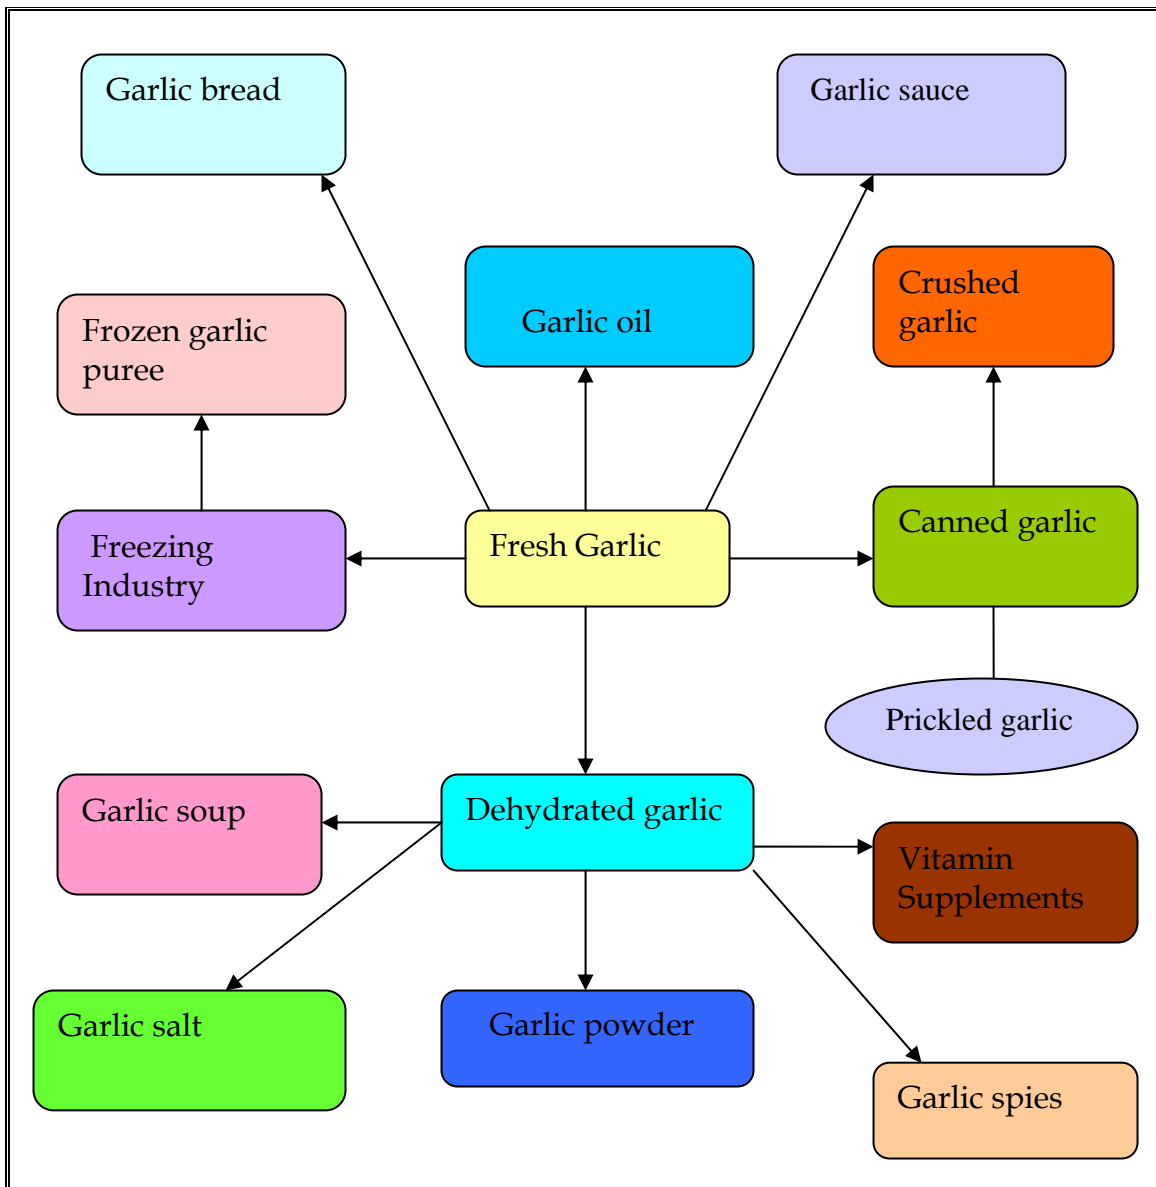 Garlic bread
Garlic sauce
Garlic oil
Crushed
garlic
Frozen garlic
puree
Freezing
Industry
Fresh Garlic
Canned garlic
Prickled garlic
Garlic soup
Dehydrated garlic
Vitamin
Supplements
Garlic salt
Garlic powder
Garlic spies